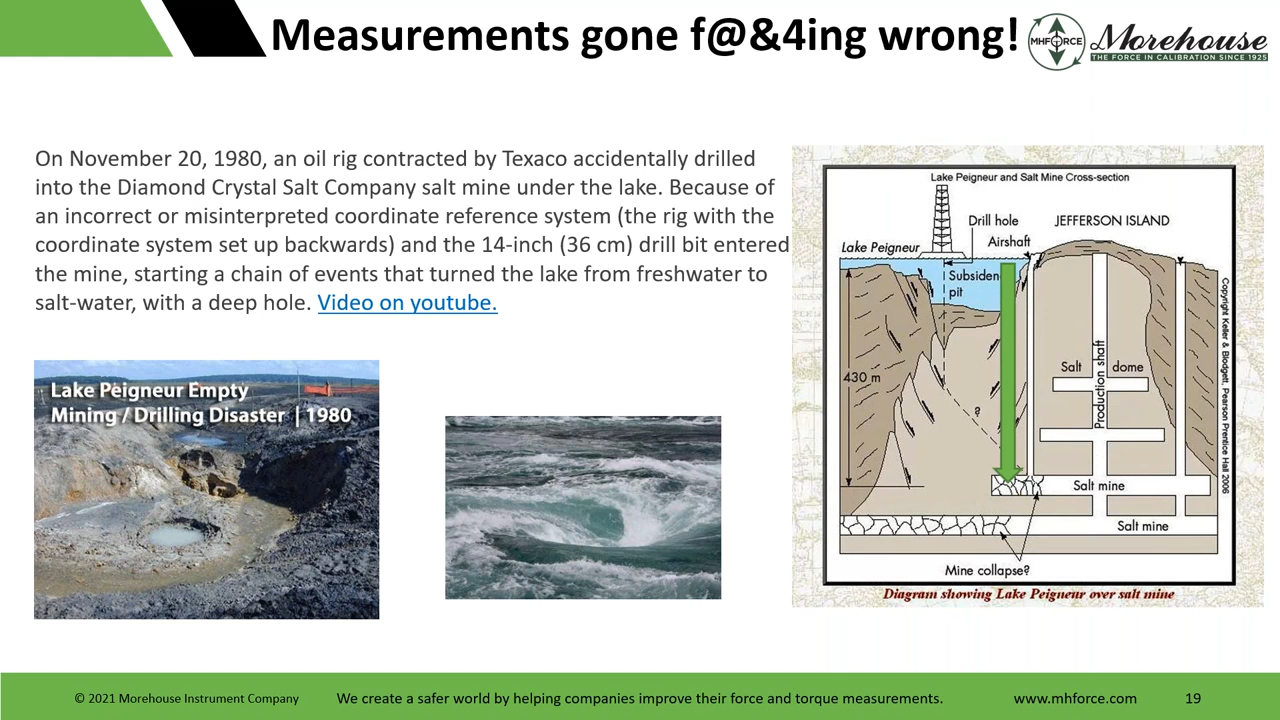 Measurements gone f@&4ing wrong!
MHFORCE
Morehouse
THE FORCE IN CALIBRATION SINCE 1925
On November 20, 1980, an oil rig contracted by Texaco accidentally drilled
into the Diamond Crystal Salt Company salt mine under the lake. Because of
an incorrect or misinterpreted coordinate reference system (the rig with the
coordinate system set up backwards) and the 14-inch (36 cm) drill bit entered
the mine, starting a chain of events that turned the lake from freshwater to
salt-water, with a deep hole. Video on youtube.
Lake Peigneur Empty
Mining / Drilling Disaster | 1980
Lake Peigneur and Salt Mine Cross-section
Drill hole
JEFFERSON ISLAND
Lake Peigneur
Airshaft
Subsiden
pit
430 m
Salt
dome
Production shaft
?
Salt mine
Salt mine
Mine collapse?
Copyright Keller & Blodgett, Pearson Prentice Hall 2006
Diagram showing Lake Peigneur over salt mine
© 2021 Morehouse Instrument Company
We create a safer world by helping companies improve their force and torque measurements.
www.mhforce.com
19